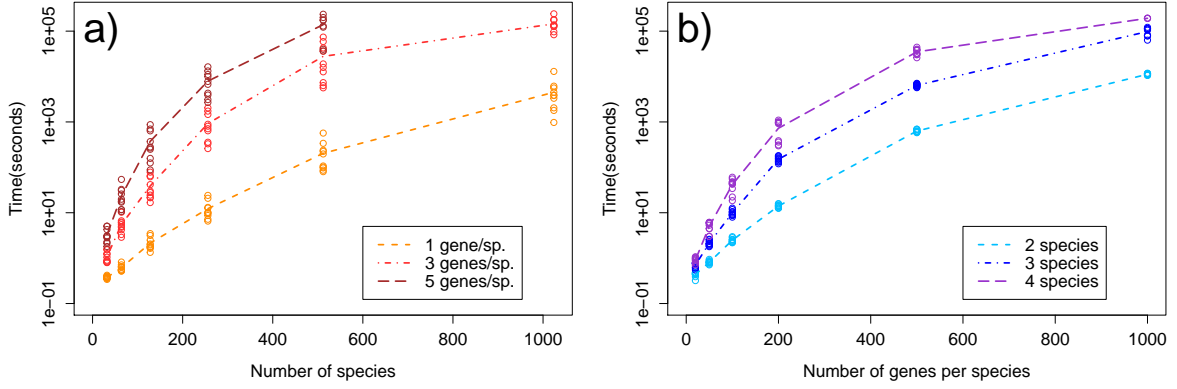 a)
Time(seconds)
1e+05
1e+03
1e+01
1e−01
1 gene/sp.
3 genes/sp.
5 genes/sp.
0 200 400 600 800 1000
Number of species
b)
Time(seconds)
1e+05
1e+03
1e+01
1e−01
2 species
3 species
4 species
0 200 400 600 800 1000
Number of genes per species